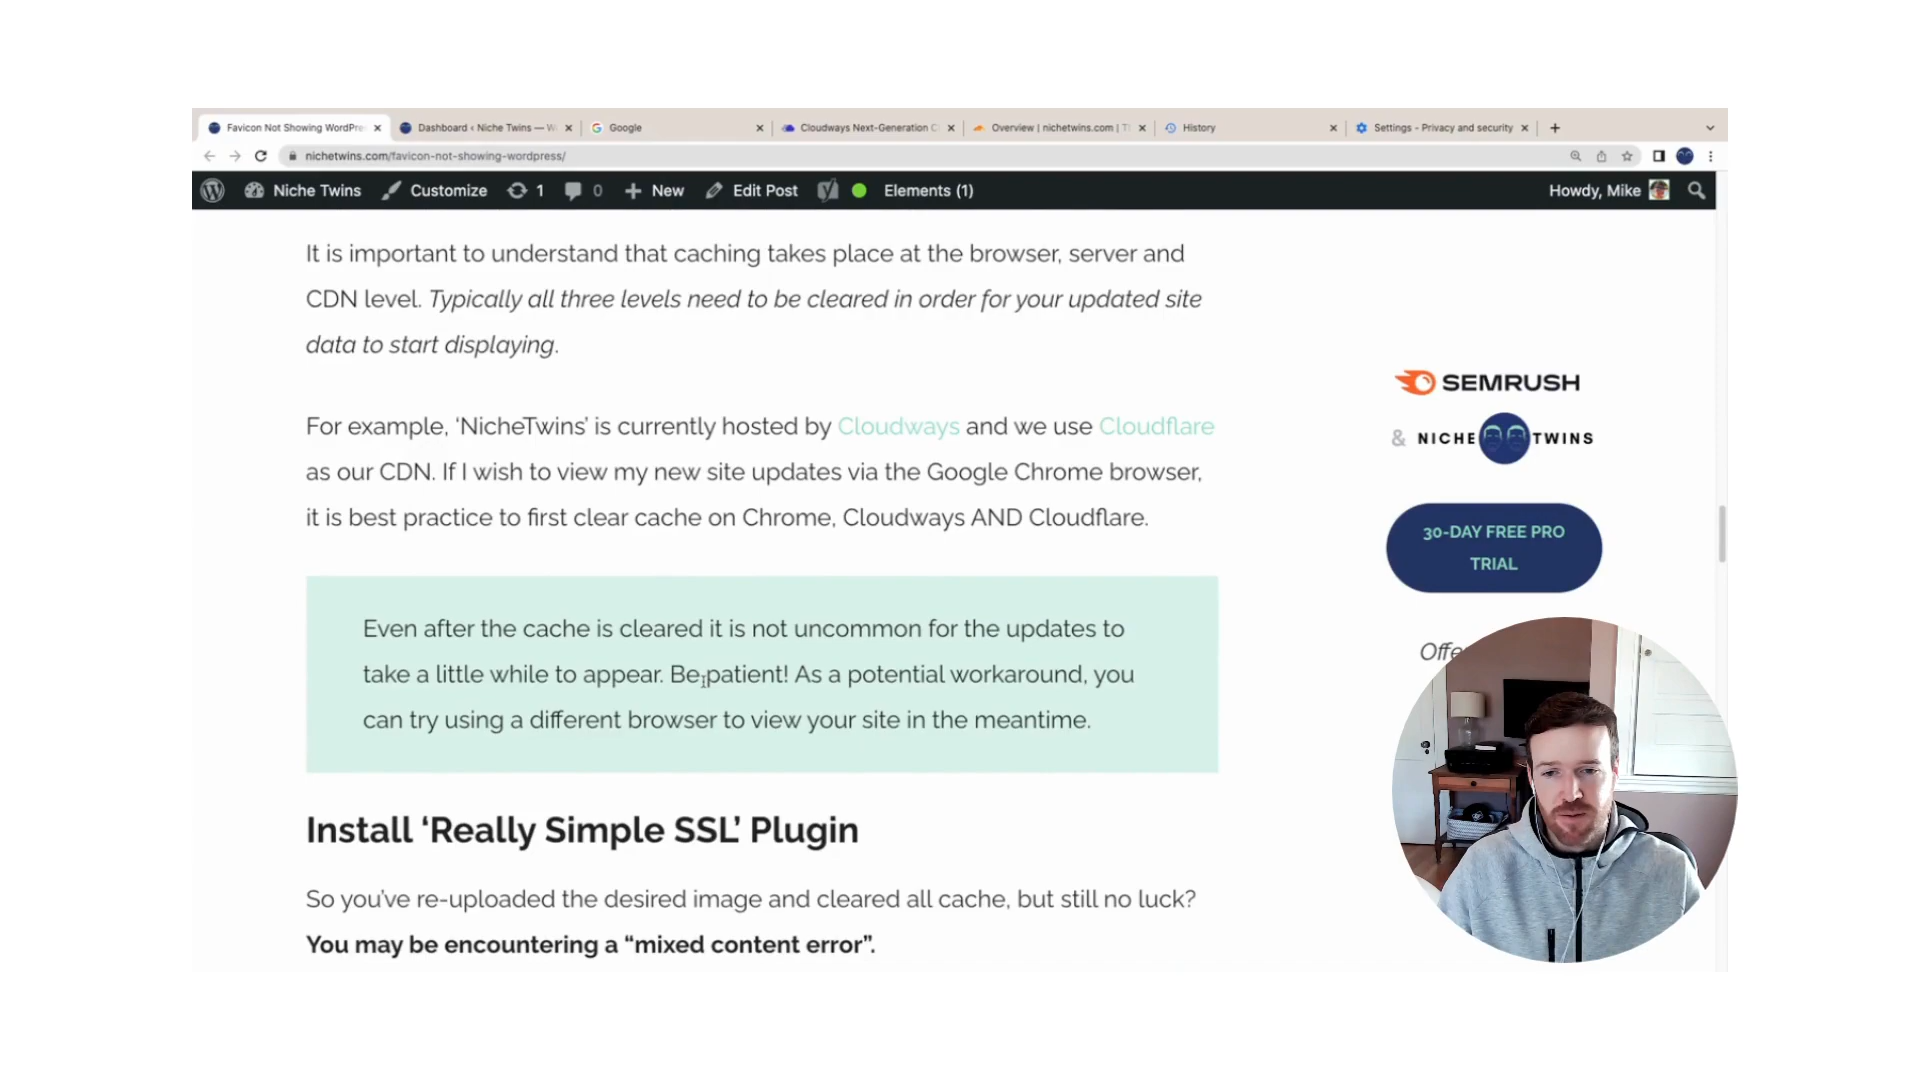 Favicon Not Showing WordPre
Dashboard ‹ Niche Twins — W
Google
Cloudways Next-Generation C
Overview | nichetwins.com | T
History
Settings - Privacy and security
nichetwins.com/favicon-not-showing-wordpress/
Niche Twins
Customize
1
0
New
Edit Post
Elements (1)
Howdy, Mike
It is important to understand that caching takes place at the browser, server and
CDN level. Typically all three levels need to be cleared in order for your updated site
data to start displaying.
For example, ‘NicheTwins’ is currently hosted by Cloudways and we use Cloudflare
as our CDN. If I wish to view my new site updates via the Google Chrome browser,
it is best practice to first clear cache on Chrome, Cloudways AND Cloudflare.
Even after the cache is cleared it is not uncommon for the updates to
take a little while to appear. Be patient! As a potential workaround, you
can try using a different browser to view your site in the meantime.
Install ‘Really Simple SSL’ Plugin
So you’ve re-uploaded the desired image and cleared all cache, but still no luck?
You may be encountering a “mixed content error”.
SEMRUSH
& NICHE TWINS
30-DAY FREE PRO
TRIAL
Offe